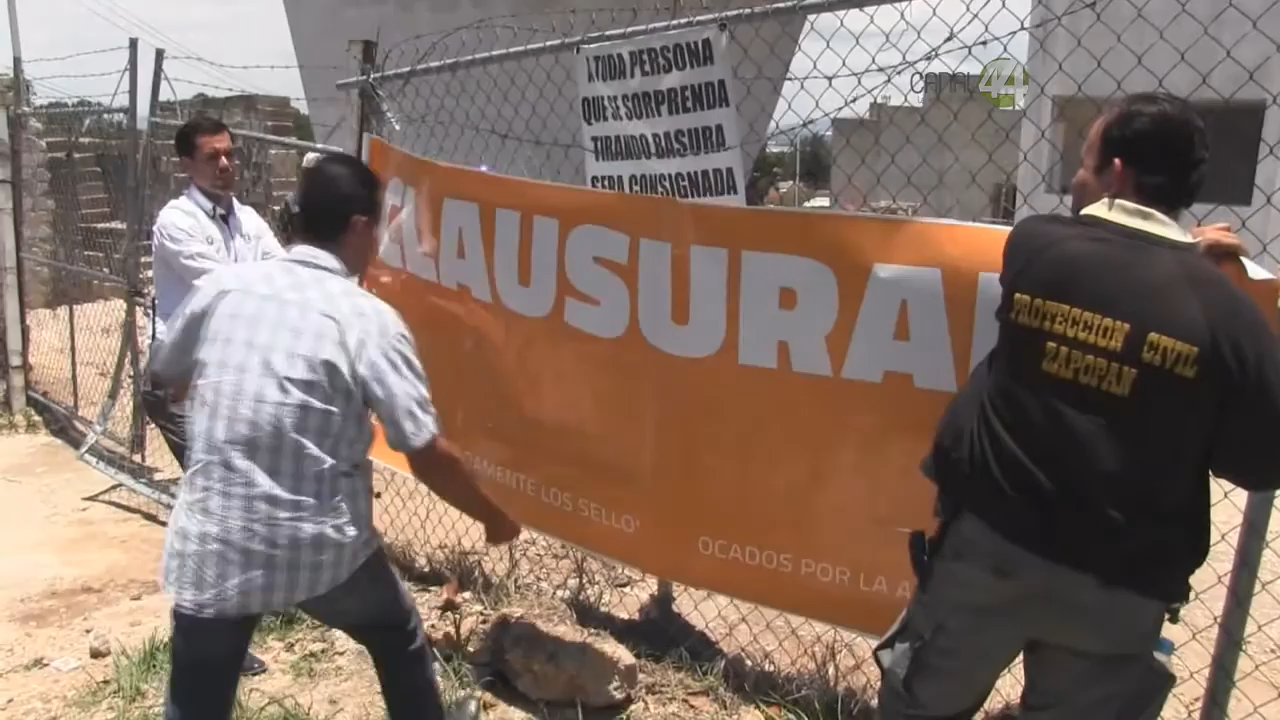 CANAL 44
A TODA PERSONA
QUE SE SORPRENDA
TIRANDO BASURA
SERA CONSIGNADA
CLAUSURA
LOS SELLO
OCADOS POR LA A
PROTECCION CIVIL
ZAPOPAN